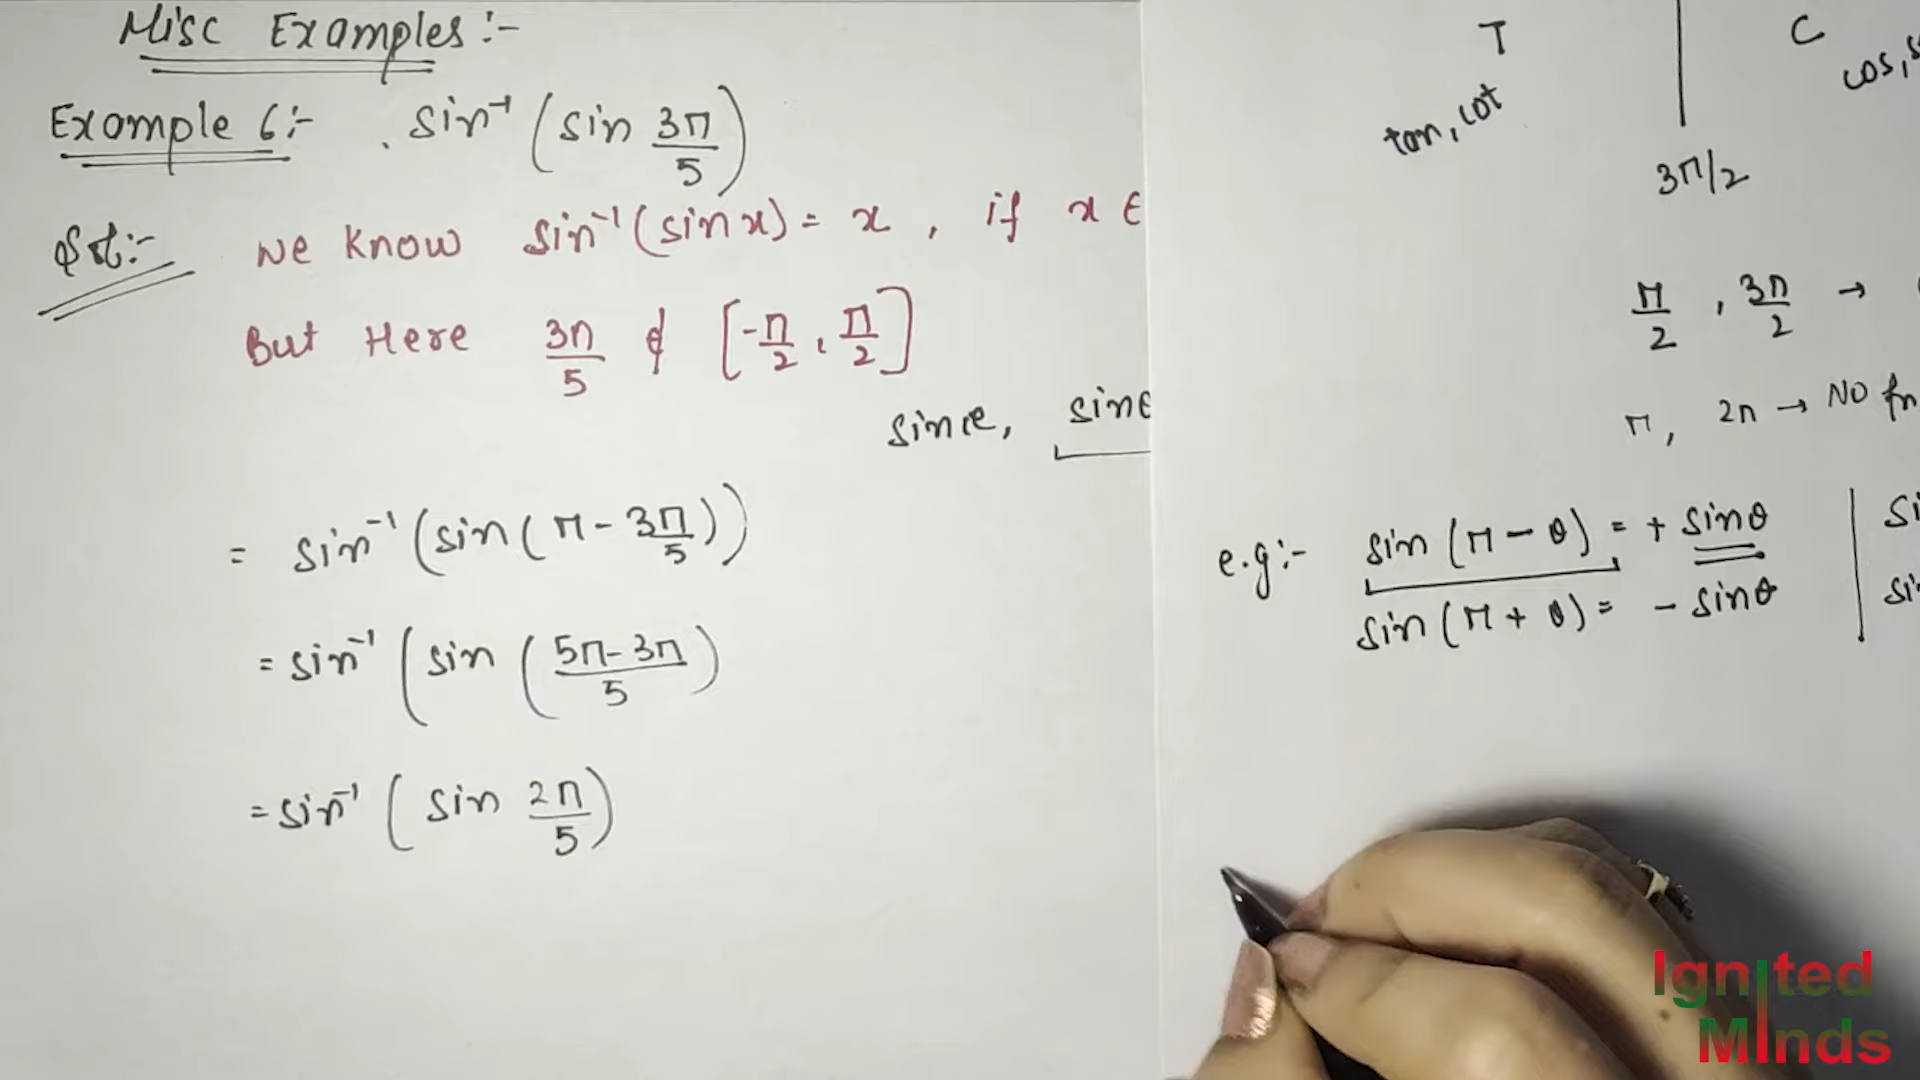 Misc Examples :-
Example 6 :- . sin⁻¹ (sin 3π/5)
Sol:- We know sin⁻¹(sin x) = x , if x ∈
But Here 3π/5 ∉ [-π/2 , π/2]
since, sinθ
= sin⁻¹ (sin (π - 3π/5))
= sin⁻¹ (sin (5π-3π/5)
= sin⁻¹ (sin 2π/5)
T C
tan, cot cos,
3π/2
π/2 , 3π/2 →
π, 2π → NO fn
e.g :- sin (π - θ) = + sinθ
sin (π + θ) = - sinθ
Ignited
Minds